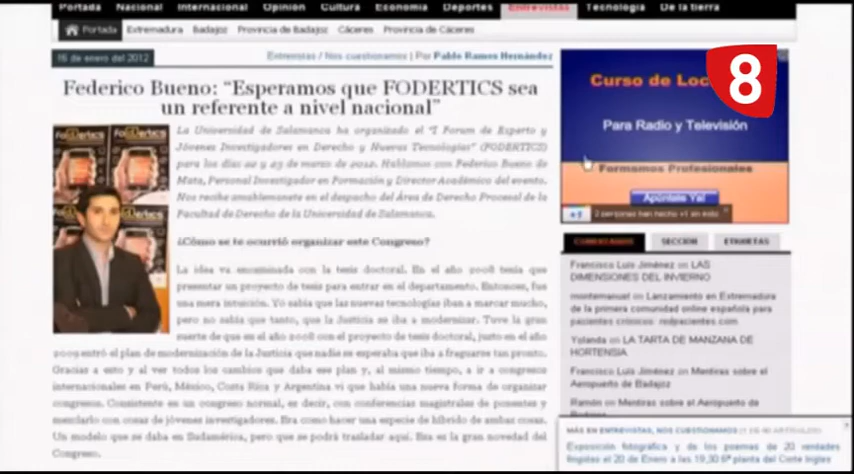 Portada Nacional Internacional Opinión Cultura Economía Deportes Entrevistas Tecnología De la tierra
Portada Extremadura Badajoz Provincia de Badajoz Cáceres Provincia de Cáceres
16 de enero del 2012
Entrevistas / Nos cuestionamos | Por Pablo Ramos Hernández
Federico Bueno: “Esperamos que FODERTICS sea
un referente a nivel nacional”
La Universidad de Salamanca ha organizado el "I Forum de Experto y
Jóvenes Investigadores en Derecho y Nuevas Tecnologías" (FODERTICS)
para los días 22 y 23 de marzo de 2012. Hablamos con Federico Bueno de
Mata, Personal Investigador en Formación y Director Académico del evento.
Nos recibe amablemente en el despacho del Área de Derecho Procesal de la
Facultad de Derecho de la Universidad de Salamanca.
¿Cómo se te ocurrió organizar este Congreso?
La idea va encaminada con la tesis doctoral. En el año 2008 tenía que
presentar un proyecto de tesis para entrar en el departamento. Entonces, fue
una mera intuición. Yo sabía que las nuevas tecnologías iban a marcar mucho,
pero no sabía que tanto, que la Justicia se iba a modernizar. Tuve la gran
suerte de que en el año 2008 con el proyecto de tesis doctoral, justo en el año
2009 entró el plan de modernización de la Justicia que nadie se esperaba que iba a fraguarse tan pronto.
Gracias a esto y al ver todos los cambios que daba ese plan y, al mismo tiempo, a ir a congresos
internacionales en Perú, México, Costa Rica y Argentina vi que había una nueva forma de organizar
congresos. Consistente en un congreso normal, es decir, con conferencias magistrales de ponentes y
mezclarlo con cosas de jóvenes investigadores. Era como hacer una especie de híbrido de ambas cosas.
Un modelo que se daba en Sudamérica, pero que se podrá trasladar aquí. Esa es la gran novedad del
Congreso.
Curso de Loc
8
Para Radio y Televisión
Formamos Profesionales
Apúntate Ya!
+1 2 personas han hecho +1 en esto
COMENTARIOS SECCIÓN ETIQUETAS
Francisco Luis Jiménez on LAS
DIMENSIONES DEL INVIERNO
montemanuel on Lanzamiento en Extremadura
de la primera comunidad online española para
pacientes crónicos: redpacientes.com
Yolanda on LA TARTA DE MANZANA DE
HORTENSIA
Francisco Luis Jiménez on Mentiras sobre el
Aeropuerto de Badajoz
Ramón on Mentiras sobre el Aeropuerto de
MÁS EN ENTREVISTAS, NOS CUESTIONAMOS
Exposición fotográfica y de los poemas de 20 verdades
fingidas el 20 de Enero a las 19,30 6ª planta del Corte Ingles